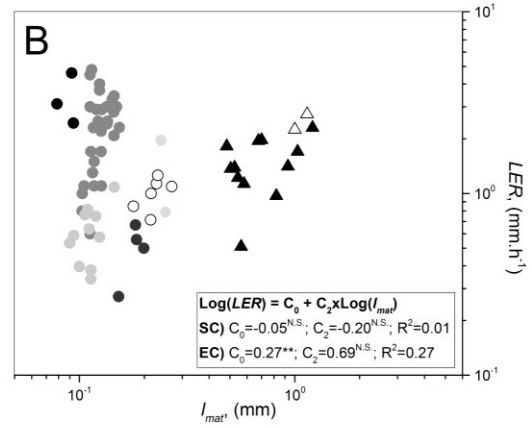 B
10¹
10⁰
10⁻¹
LER, (mm.h⁻¹)
Log(LER) = C₀ + C₂xLog(lₘₐₜ)
SC) C₀=-0.05ᴺ·ˢ·; C₂=-0.20ᴺ·ˢ·; R²=0.01
EC) C₀=0.27**; C₂=0.69ᴺ·ˢ·; R²=0.27
10⁻¹ 10⁰
lₘₐₜ, (mm)